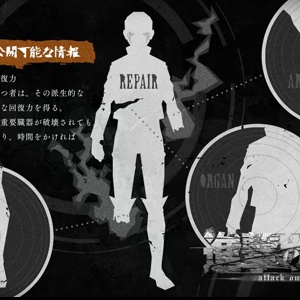 公開可能な情報
復力
つ者は、その派生的な
な回復力を得る。
重要臓器が破壊されても
り、時間をかければ
REPAIR
ORGAN
attack on